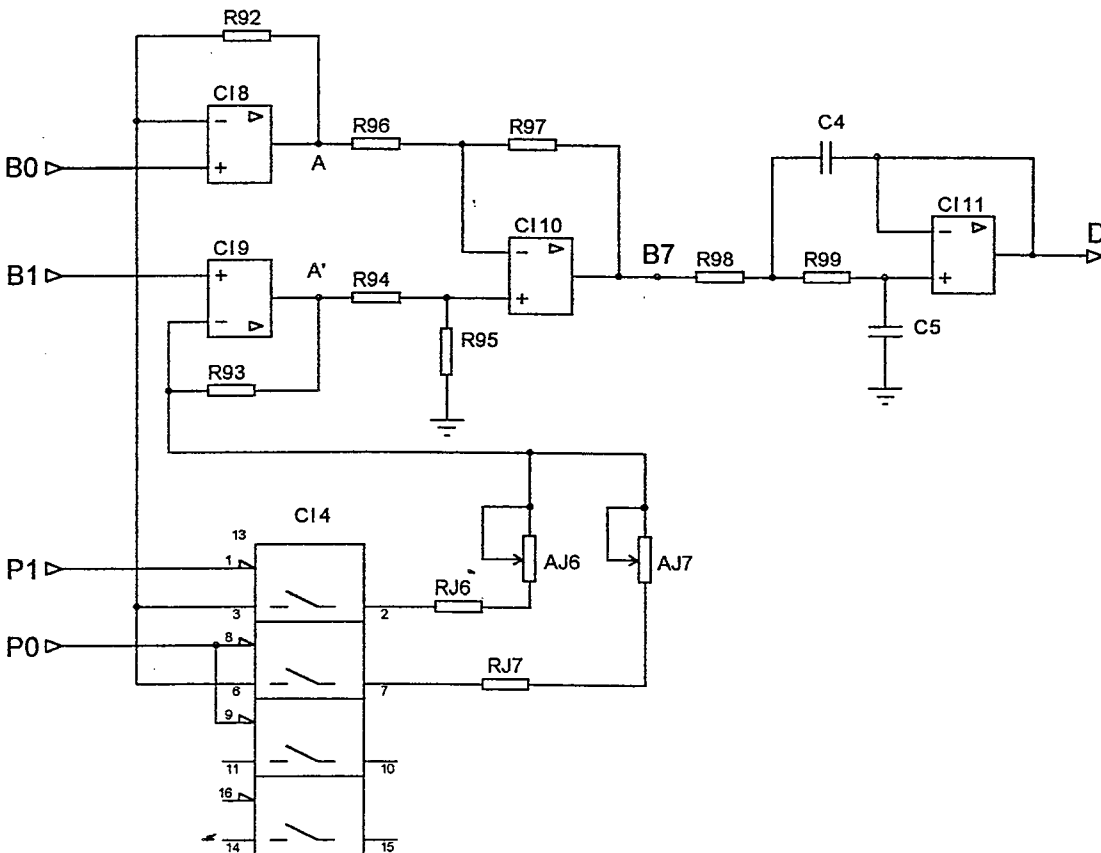 R92
CI8
-
+
B0
A
R96
R97
C4
CI10
-
+
B7
R98
R99
CI11
-
+
D
C5
CI9
B1
+
-
A'
R94
R95
R93
CI4
13
P1
1
3
2
RJ6
AJ6
AJ7
P0
8
6
7
RJ7
9
11
10
16
14
15